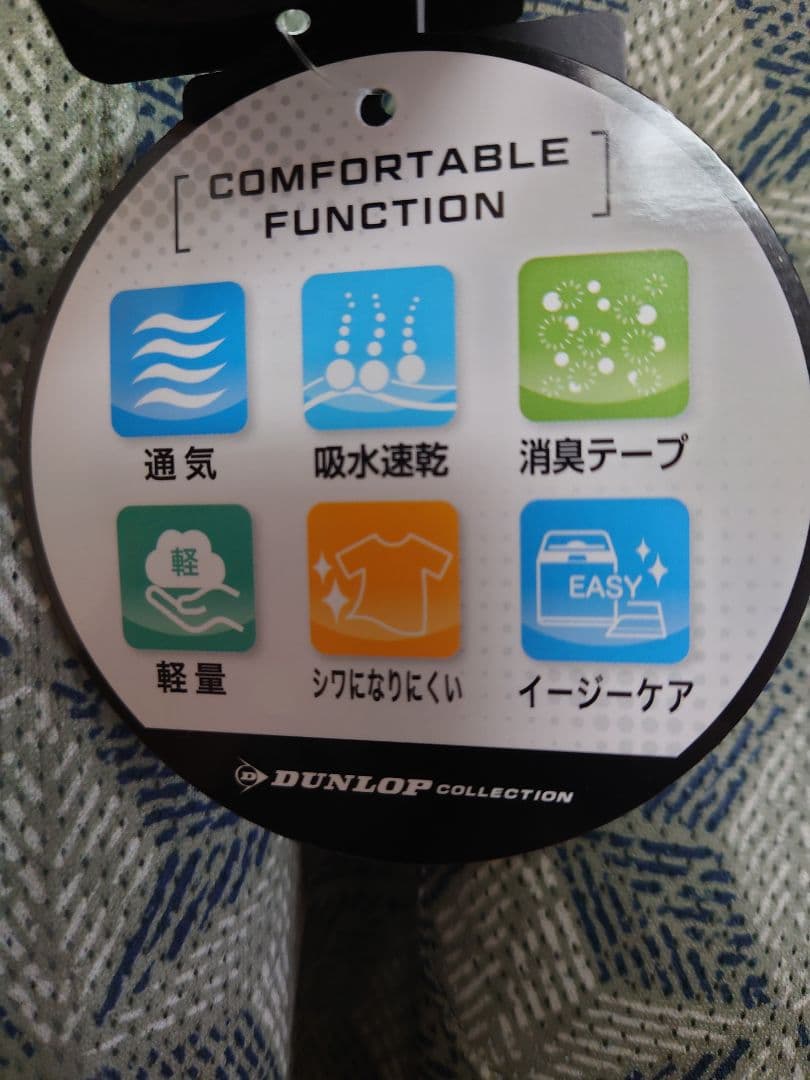 COMFORTABLE
FUNCTION
通気
吸水速乾
消臭テープ
軽
EASY
軽量
シワになりにくい
イージーケア
D DUNLOP COLLECTION